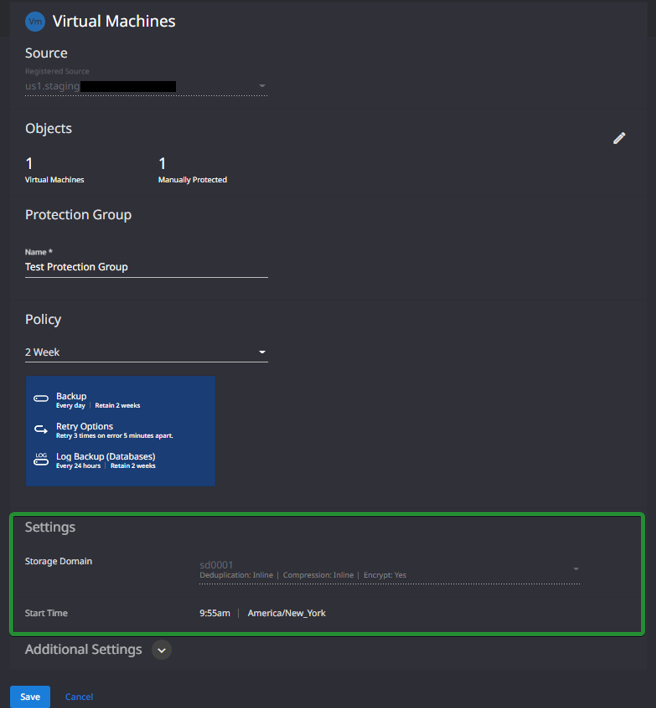 Vm Virtual Machines
Source
Registered Source
us1.staging
Objects
1 1
Virtual Machines Manually Protected
Protection Group
Name *
Test Protection Group
Policy
2 Week
Backup
Every day | Retain 2 weeks
Retry Options
Retry 3 times on error 5 minutes apart.
LOG Log Backup (Databases)
Every 24 hours | Retain 2 weeks
Settings
Storage Domain sd0001
Deduplication: Inline | Compression: Inline | Encrypt: Yes
Start Time 9:55am | America/New_York
Additional Settings
Save Cancel